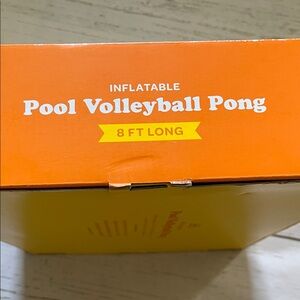 INFLATABLE
Pool Volleyball Pong
8 FT LONG